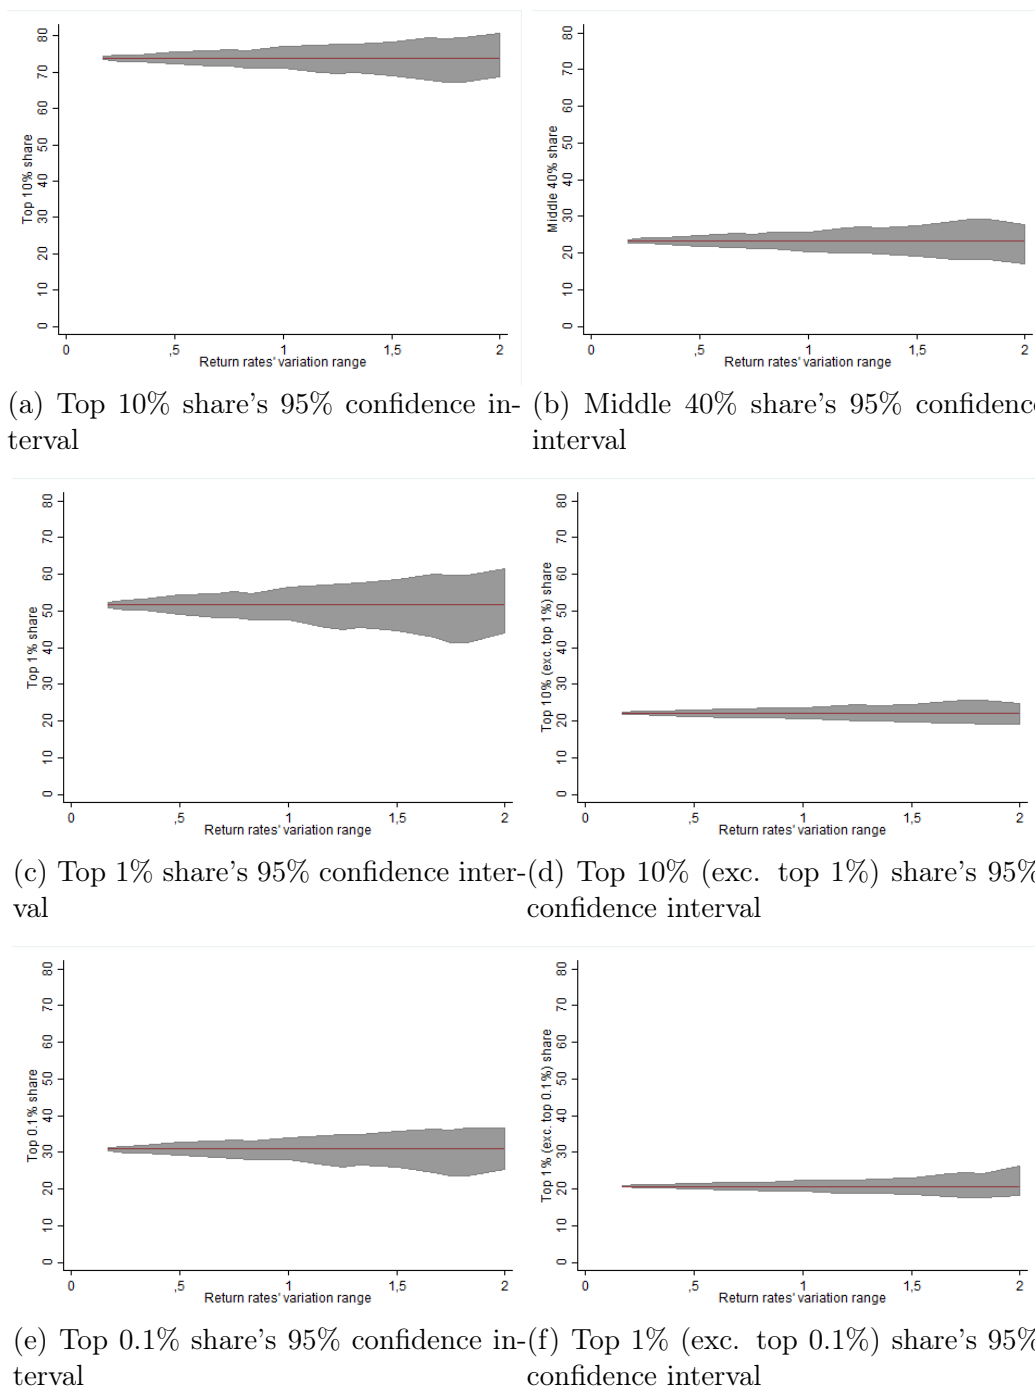 80
70
60
50
40
30
20
10
0
Top 10% share
0 ,5 1 1,5 2
Return rates' variation range
(a) Top 10% share's 95% confidence in-
terval
80
70
60
50
40
30
20
10
0
Middle 40% share
0 ,5 1 1,5 2
Return rates' variation range
(b) Middle 40% share's 95% confidence
interval
80
70
60
50
40
30
20
10
0
Top 1% share
0 ,5 1 1,5 2
Return rates' variation range
(c) Top 1% share's 95% confidence inter-
val
80
70
60
50
40
30
20
10
0
Top 10% (exc. top 1%) share
0 ,5 1 1,5 2
Return rates' variation range
(d) Top 10% (exc. top 1%) share's 95%
confidence interval
80
70
60
50
40
30
20
10
0
Top 0.1% share
0 ,5 1 1,5 2
Return rates' variation range
(e) Top 0.1% share's 95% confidence in-
terval
80
70
60
50
40
30
20
10
0
Top 1% (exc. top 0.1%) share
0 ,5 1 1,5 2
Return rates' variation range
(f) Top 1% (exc. top 0.1%) share's 95%
confidence interval